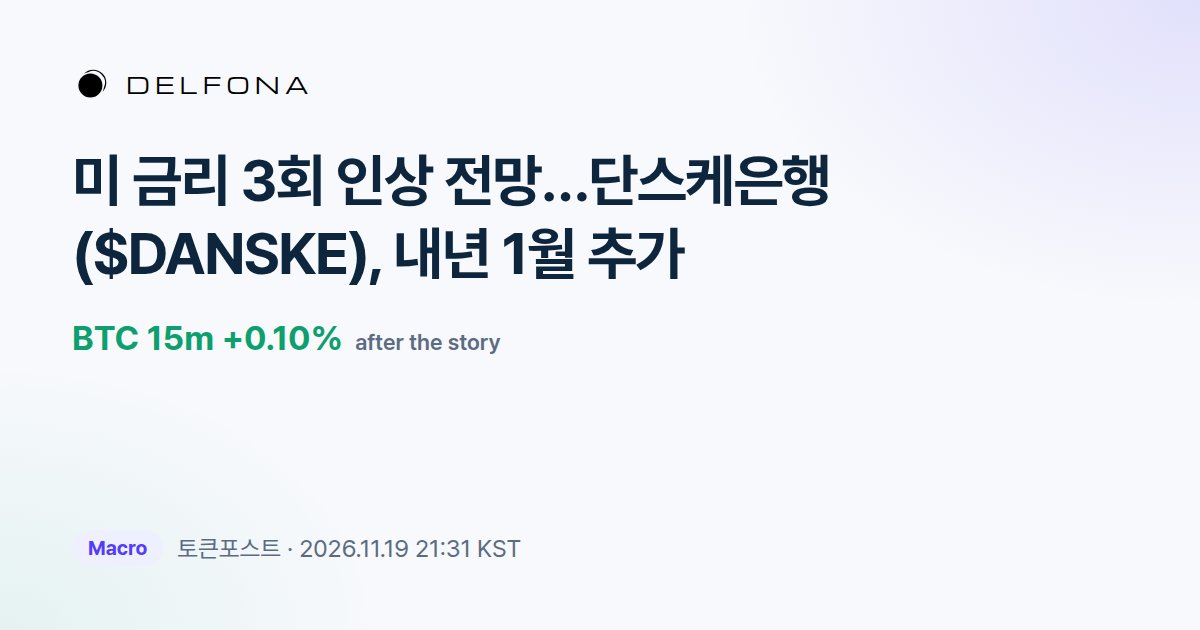 DELFONA
미 금리 3회 인상 전망…단스케은행
($DANSKE), 내년 1월 추가
BTC 15m +0.10% after the story
Macro 토큰포스트 · 2026.11.19 21:31 KST